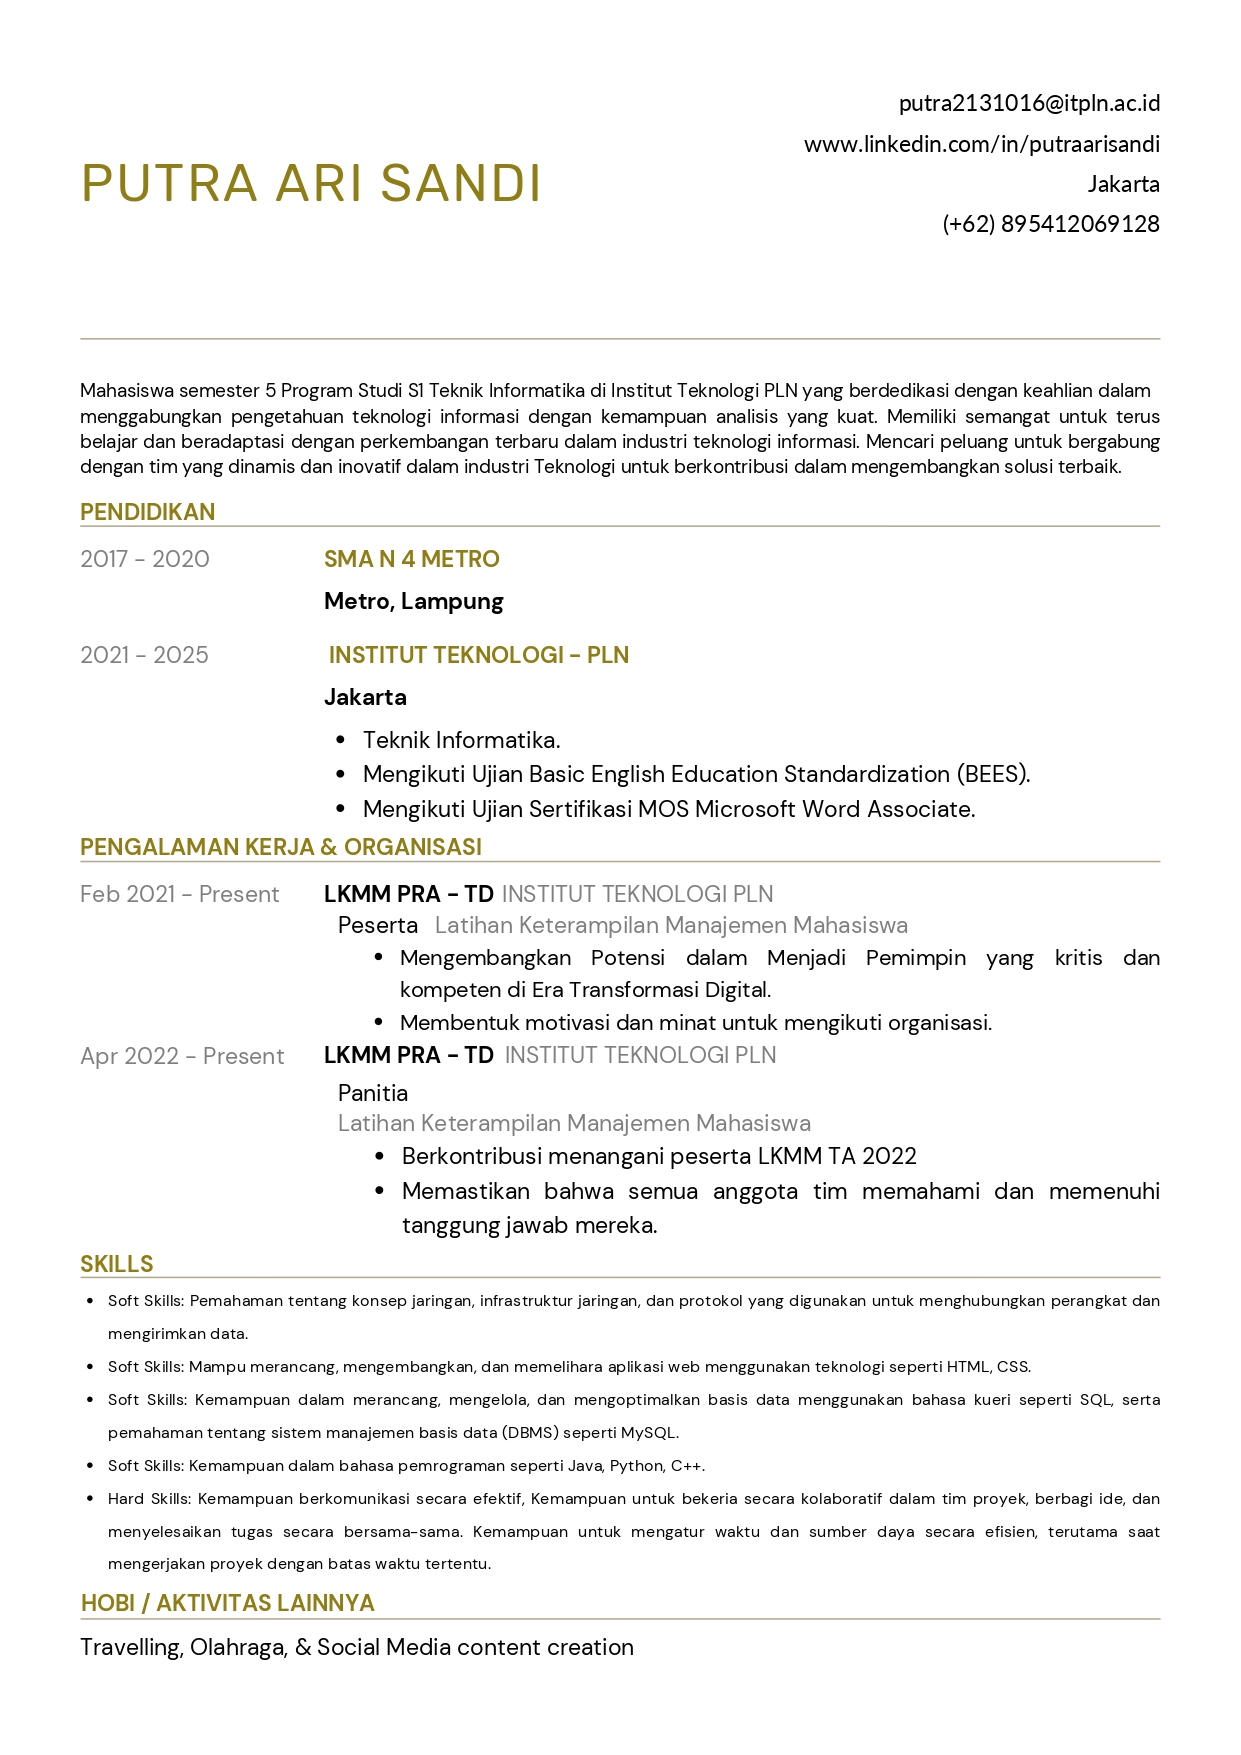 putra2131016@itpln.ac.id
www.linkedin.com/in/putraarisandi
PUTRA ARI SANDI
Jakarta
(+62) 895412069128
Mahasiswa semester 5 Program Studi S1 Teknik Informatika di Institut Teknologi PLN yang berdedikasi dengan keahlian dalam
menggabungkan pengetahuan teknologi informasi dengan kemampuan analisis yang kuat. Memiliki semangat untuk terus
belajar dan beradaptasi dengan perkembangan terbaru dalam industri teknologi informasi. Mencari peluang untuk bergabung
dengan tim yang dinamis dan inovatif dalam industri Teknologi untuk berkontribusi dalam mengembangkan solusi terbaik.
PENDIDIKAN
2017 – 2020 SMA N 4 METRO
Metro, Lampung
2021 – 2025 INSTITUT TEKNOLOGI – PLN
Jakarta
• Teknik Informatika.
• Mengikuti Ujian Basic English Education Standardization (BEES).
• Mengikuti Ujian Sertifikasi MOS Microsoft Word Associate.
PENGALAMAN KERJA & ORGANISASI
Feb 2021 – Present LKMM PRA – TD INSTITUT TEKNOLOGI PLN
Peserta Latihan Keterampilan Manajemen Mahasiswa
• Mengembangkan Potensi dalam Menjadi Pemimpin yang kritis dan
kompeten di Era Transformasi Digital.
• Membentuk motivasi dan minat untuk mengikuti organisasi.
Apr 2022 – Present LKMM PRA – TD INSTITUT TEKNOLOGI PLN
Panitia
Latihan Keterampilan Manajemen Mahasiswa
• Berkontribusi menangani peserta LKMM TA 2022
• Memastikan bahwa semua anggota tim memahami dan memenuhi
tanggung jawab mereka.
SKILLS
• Soft Skills: Pemahaman tentang konsep jaringan, infrastruktur jaringan, dan protokol yang digunakan untuk menghubungkan perangkat dan
mengirimkan data.
• Soft Skills: Mampu merancang, mengembangkan, dan memelihara aplikasi web menggunakan teknologi seperti HTML, CSS.
• Soft Skills: Kemampuan dalam merancang, mengelola, dan mengoptimalkan basis data menggunakan bahasa kueri seperti SQL, serta
pemahaman tentang sistem manajemen basis data (DBMS) seperti MySQL.
• Soft Skills: Kemampuan dalam bahasa pemrograman seperti Java, Python, C++.
• Hard Skills: Kemampuan berkomunikasi secara efektif, Kemampuan untuk bekeria secara kolaboratif dalam tim proyek, berbagi ide, dan
menyelesaikan tugas secara bersama-sama. Kemampuan untuk mengatur waktu dan sumber daya secara efisien, terutama saat
mengerjakan proyek dengan batas waktu tertentu.
HOBI / AKTIVITAS LAINNYA
Travelling, Olahraga, & Social Media content creation